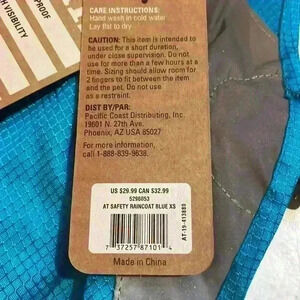 H VISIBILITY
PROOF
CARE INSTRUCTIONS:
Hand wash in cold water
Lay flat to dry
CAUTION: This item is intended to
be used for a short duration,
under close supervision. Do not
use for more than a few hours at a
time. Sizing should allow room for
2 fingers to fit between the item
and the pet. Do not use
as a restraint.
DIST BY/PAR:
Pacific Coast Distributing, Inc.
19601 N. 27th Ave.
Phoenix, AZ USA 85027
For more information,
call 1-888-839-9638.
US $29.99 CAN $32.99
5298053
AT SAFETY RAINCOAT BLUE XS
7 37257 87101 4
AT-19-413889
Made in China